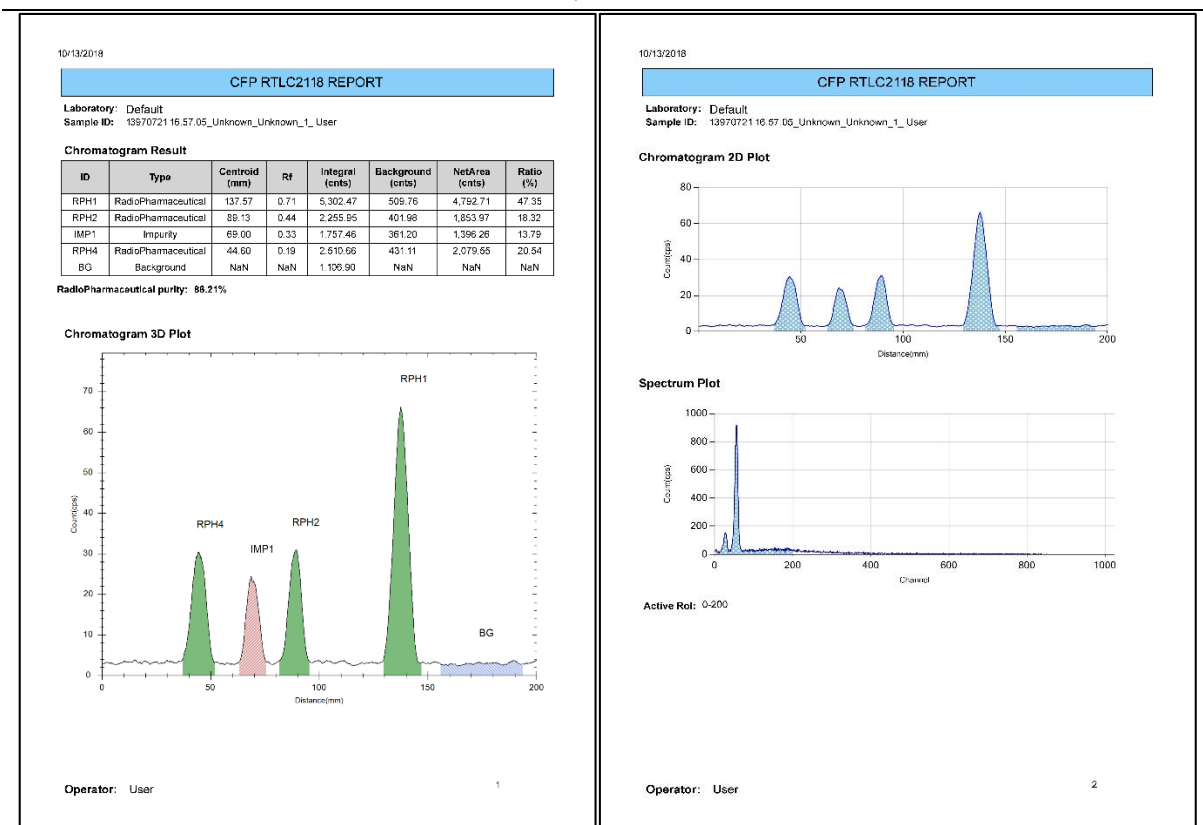 10/13/2018
CFP RTLC2118 REPORT
Laboratory: Default
Sample ID: 13970721 16.57.05_Unknown_Unknown_1_ User
Chromatogram Result
ID Type Centroid (mm) Rf Integral (cnts) Background (cnts) NetArea (cnts) Ratio (%)
RPH1 RadioPharmaceutical 137.57 0.71 5,302.47 509.76 4,792.71 47.35
RPH2 RadioPharmaceutical 89.13 0.44 2,255.95 401.98 1,853.97 18.32
IMP1 Impurity 69.00 0.33 1,757.46 361.20 1,396.26 13.79
RPH4 RadioPharmaceutical 44.60 0.19 2,510.66 431.11 2,079.55 20.54
BG Background NaN NaN 1,106.90 NaN NaN NaN
RadioPharmaceutical purity: 86.21%
Chromatogram 3D Plot
RPH1
70
60
50
Count(cps)
40
RPH4
RPH2
IMP1
30
20
BG
10
0
0 50 100 150 200
Distance(mm)
Operator: User
1
10/13/2018
CFP RTLC2118 REPORT
Laboratory: Default
Sample ID: 13970721 16.57.05_Unknown_Unknown_1_ User
Chromatogram 2D Plot
80
60
Count(cps)
40
20
0
50 100 150 200
Distance(mm)
Spectrum Plot
1000
800
600
Count(cps)
400
200
0
0 200 400 600 800 1000
Channel
Active RoI: 0-200
Operator: User
2